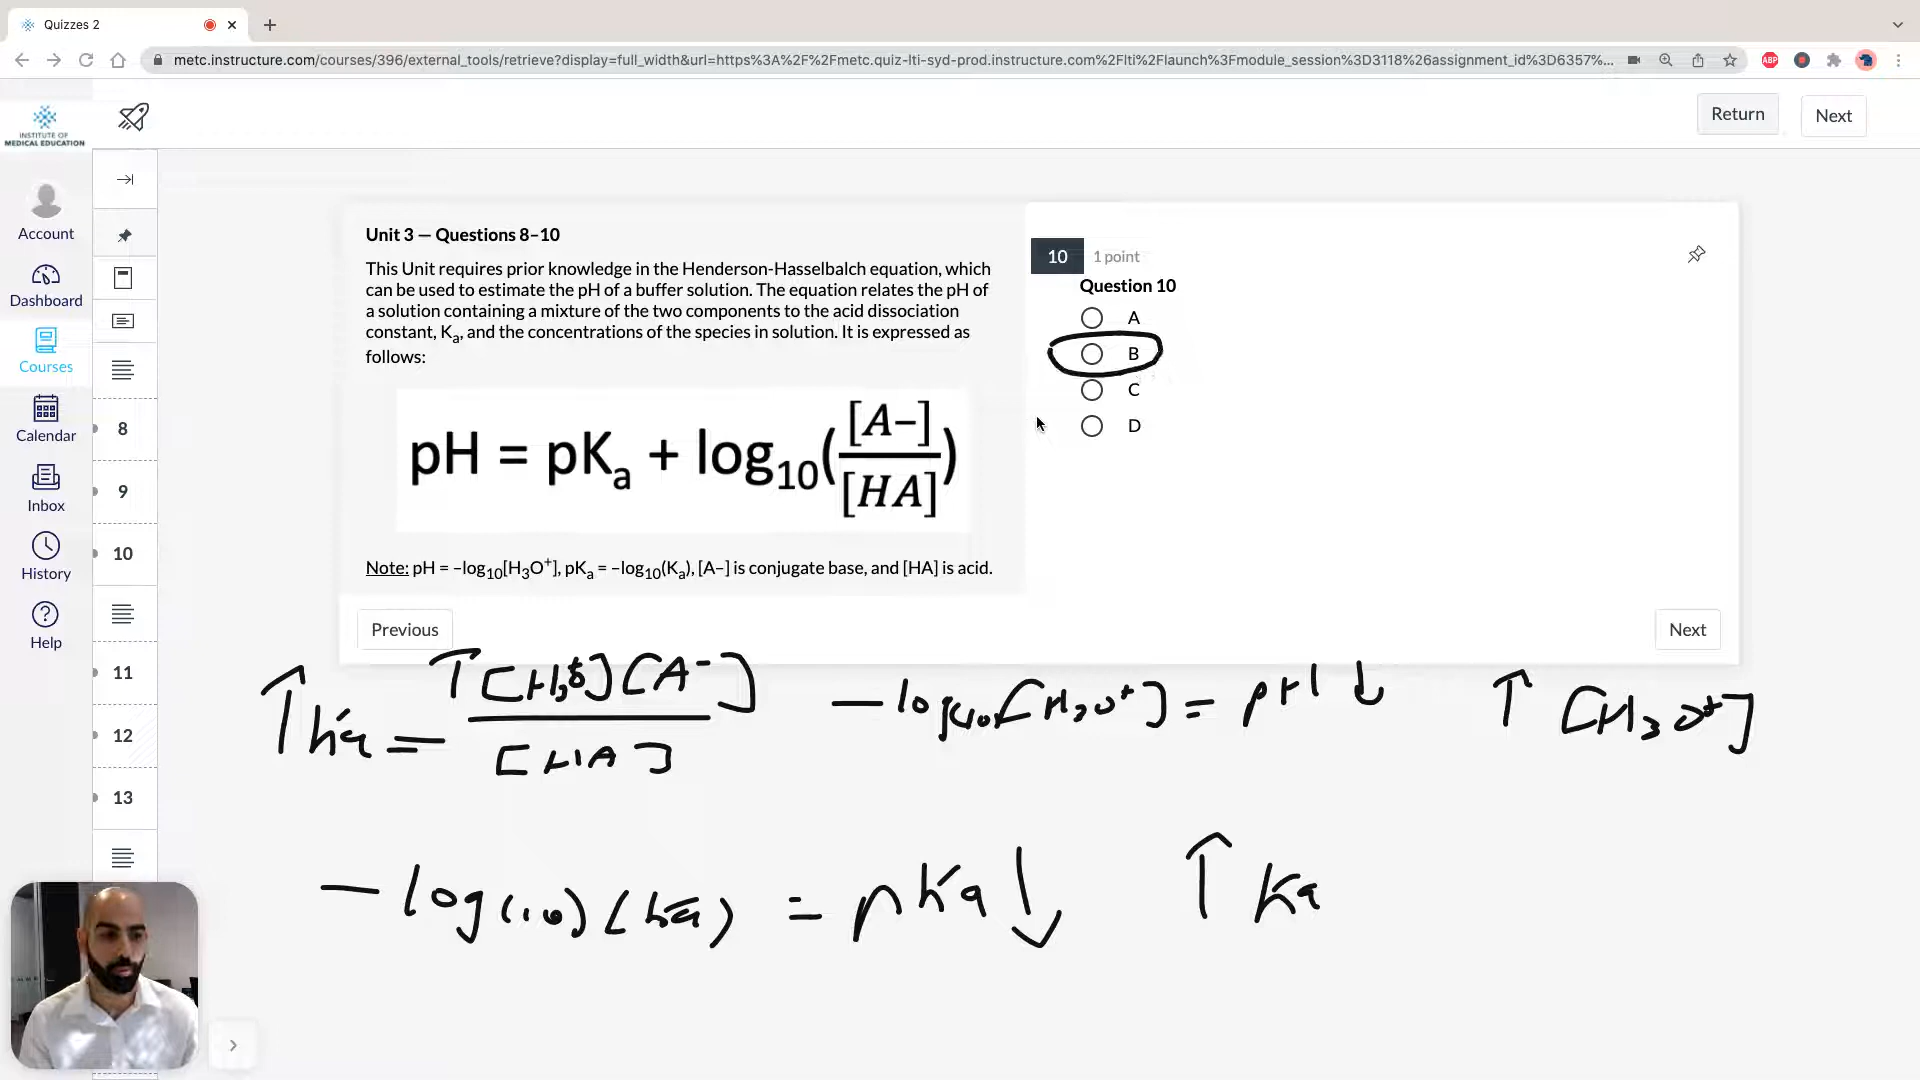 Quizzes 2
metc.instructure.com/courses/396/external_tools/retrieve?display=full_width&url=https%3A%2F%2Fmetc.quiz-lti-syd-prod.instructure.com%2Flti%2Flaunch%3Fmodule_session%3D3118%26assignment_id%3D6357%...
ABP
INSTITUTE OF
MEDICAL EDUCATION
Return
Next
Account
Dashboard
Courses
Calendar
Inbox
History
Help
8
9
10
11
12
13
Unit 3 — Questions 8–10
This Unit requires prior knowledge in the Henderson-Hasselbalch equation, which
can be used to estimate the pH of a buffer solution. The equation relates the pH of
a solution containing a mixture of the two components to the acid dissociation
constant, Kₐ, and the concentrations of the species in solution. It is expressed as
follows:
pH = pKₐ + log₁₀([A−]/[HA])
Note: pH = −log₁₀[H₃O⁺], pKₐ = −log₁₀(Kₐ), [A−] is conjugate base, and [HA] is acid.
Previous
10
1 point
Question 10
A
B
C
D
Next
↑Ka = ↑[H₃O⁺][A⁻]
[HA]
−log₁₀[H₃O⁺] = pH ↓
↑ [H₃O⁺]
−log(10)(Ka) = pKa ↓
↑ Ka